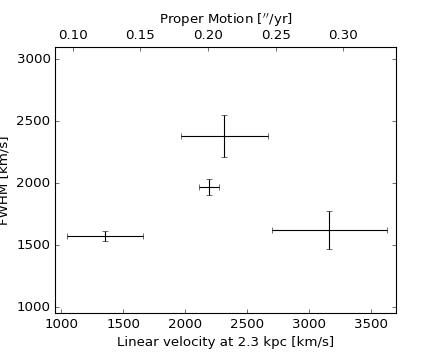 Proper Motion ["/yr]
0.10 0.15 0.20 0.25 0.30
3000
2500
2000
1500
1000
FWHM [km/s]
1000 1500 2000 2500 3000 3500
Linear velocity at 2.3 kpc [km/s]